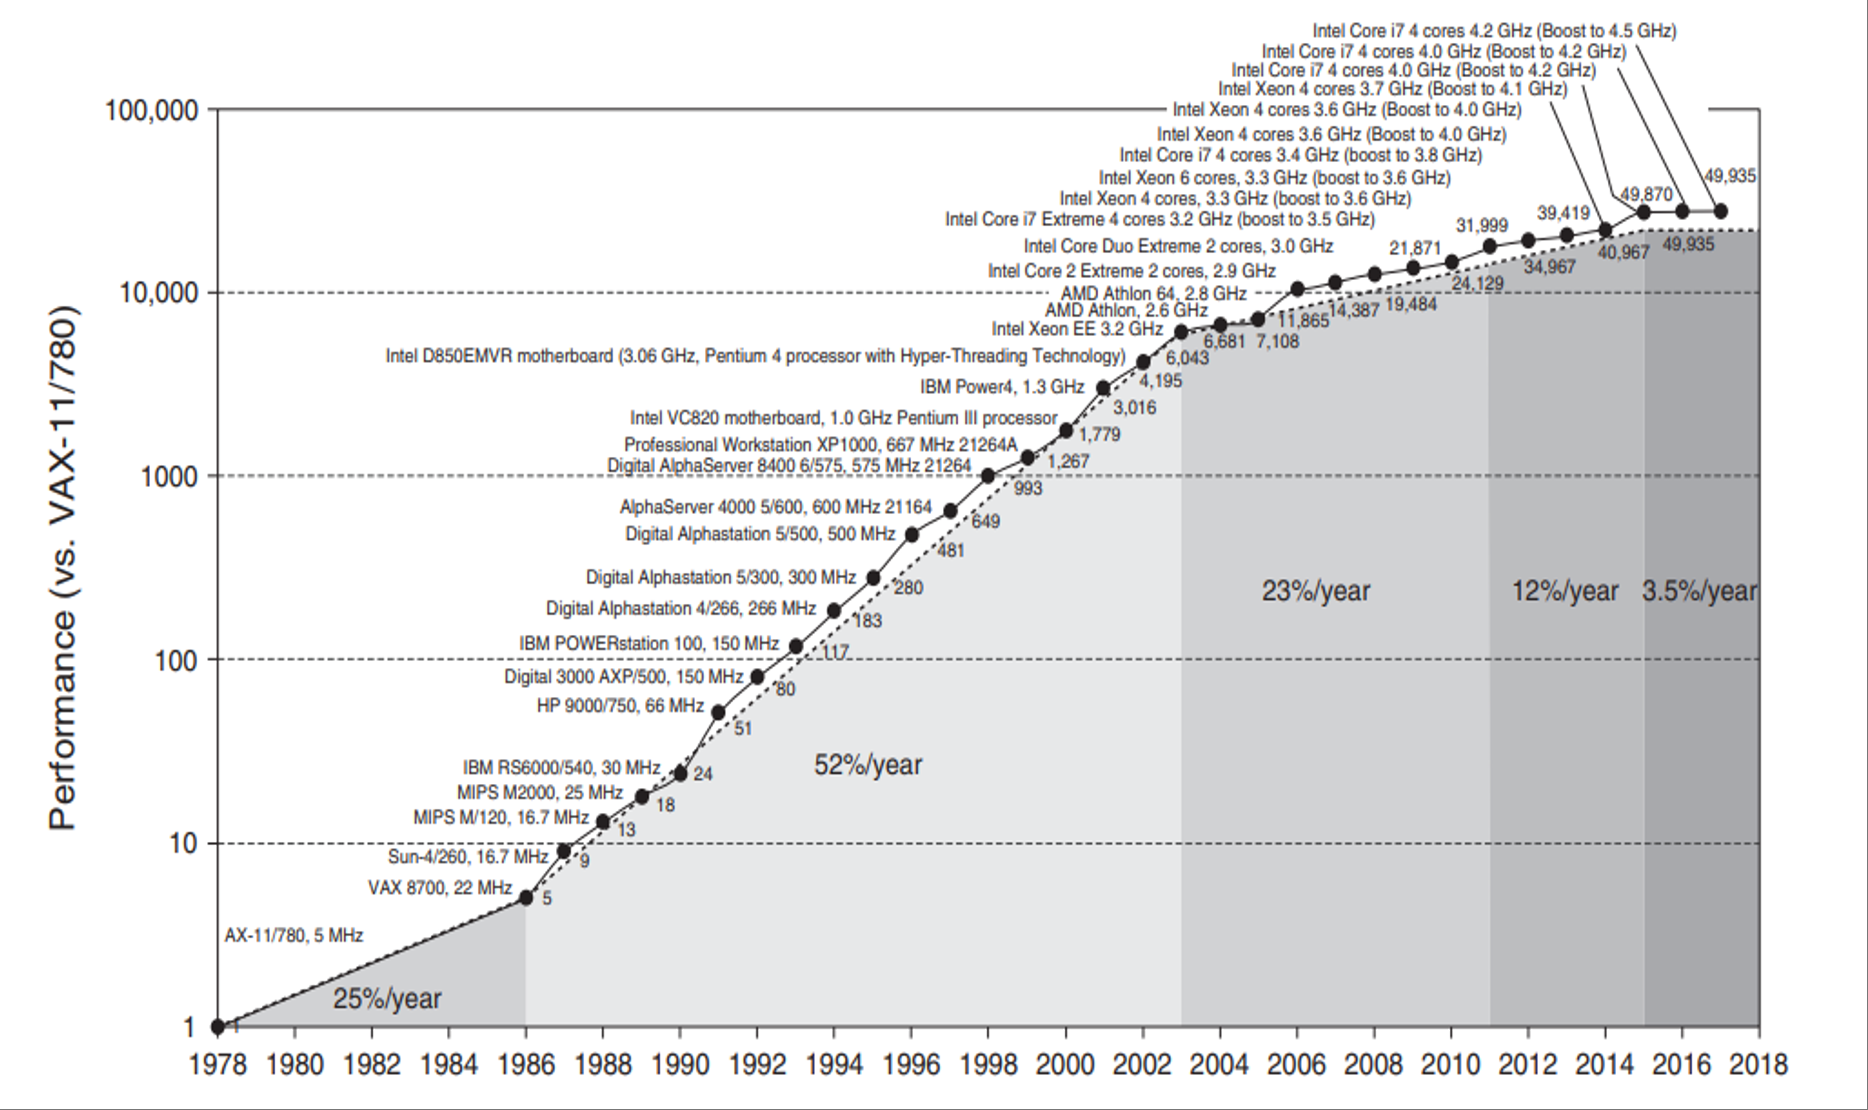 Intel Core i7 4 cores 4.2 GHz (Boost to 4.5 GHz)
Intel Core i7 4 cores 4.0 GHz (Boost to 4.2 GHz)
Intel Core i7 4 cores 4.0 GHz (Boost to 4.2 GHz)
Intel Xeon 4 cores 3.7 GHz (Boost to 4.1 GHz)
100,000
Intel Xeon 4 cores 3.6 GHz (Boost to 4.0 GHz)
Intel Xeon 4 cores 3.6 GHz (Boost to 4.0 GHz)
Intel Core i7 4 cores 3.4 GHz (boost to 3.8 GHz)
Intel Xeon 6 cores, 3.3 GHz (boost to 3.6 GHz)
49,935
Intel Xeon 4 cores, 3.3 GHz (boost to 3.6 GHz)
49,870
Intel Core i7 Extreme 4 cores 3.2 GHz (boost to 3.5 GHz)
39,419
31,999
Intel Core Duo Extreme 2 cores, 3.0 GHz
21,871
49,935
40,967
34,967
Intel Core 2 Extreme 2 cores, 2.9 GHz
24,129
10,000
AMD Athlon 64, 2.8 GHz
19,484
AMD Athlon, 2.6 GHz
14,387
11,865
Intel Xeon EE 3.2 GHz
7,108
6,681
Intel D850EMVR motherboard (3.06 GHz, Pentium 4 processor with Hyper-Threading Technology)
6,043
4,195
IBM Power4, 1.3 GHz
3,016
Intel VC820 motherboard, 1.0 GHz Pentium III processor
1,779
Professional Workstation XP1000, 667 MHz 21264A
1,267
Digital AlphaServer 8400 6/575, 575 MHz 21264
993
1000
AlphaServer 4000 5/600, 600 MHz 21164
649
Digital Alphastation 5/500, 500 MHz
481
Digital Alphastation 5/300, 300 MHz
280
23%/year
12%/year
3.5%/year
Digital Alphastation 4/266, 266 MHz
183
IBM POWERstation 100, 150 MHz
117
100
Digital 3000 AXP/500, 150 MHz
80
HP 9000/750, 66 MHz
51
52%/year
IBM RS6000/540, 30 MHz
24
MIPS M2000, 25 MHz
18
MIPS M/120, 16.7 MHz
13
10
Sun-4/260, 16.7 MHz
9
VAX 8700, 22 MHz
5
AX-11/780, 5 MHz
25%/year
1
Performance (vs. VAX-11/780)
1978 1980 1982 1984 1986 1988 1990 1992 1994 1996 1998 2000 2002 2004 2006 2008 2010 2012 2014 2016 2018